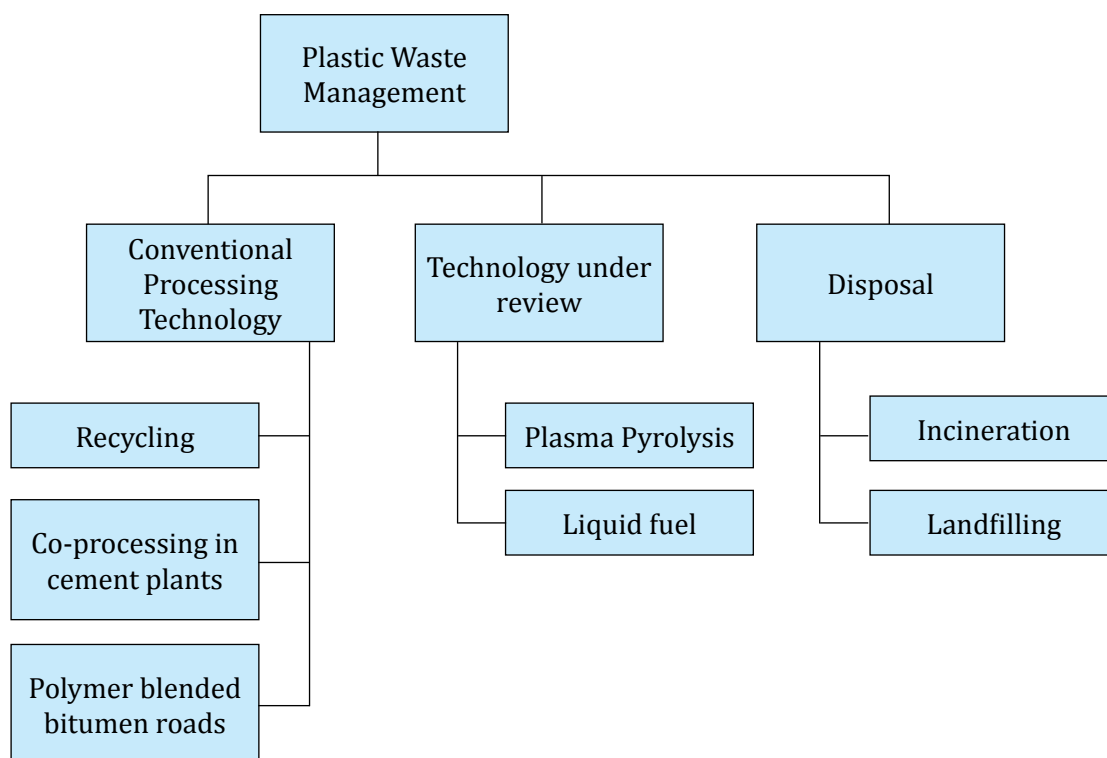 Plastic Waste
Management
Conventional
Processing
Technology
Technology under
review
Disposal
Recycling
Co-processing in
cement plants
Polymer blended
bitumen roads
Plasma Pyrolysis
Liquid fuel
Incineration
Landfilling